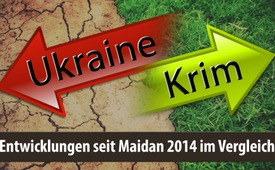 Ukraine
Krim
Entwicklungen seit Maidan 2014 im Vergleich